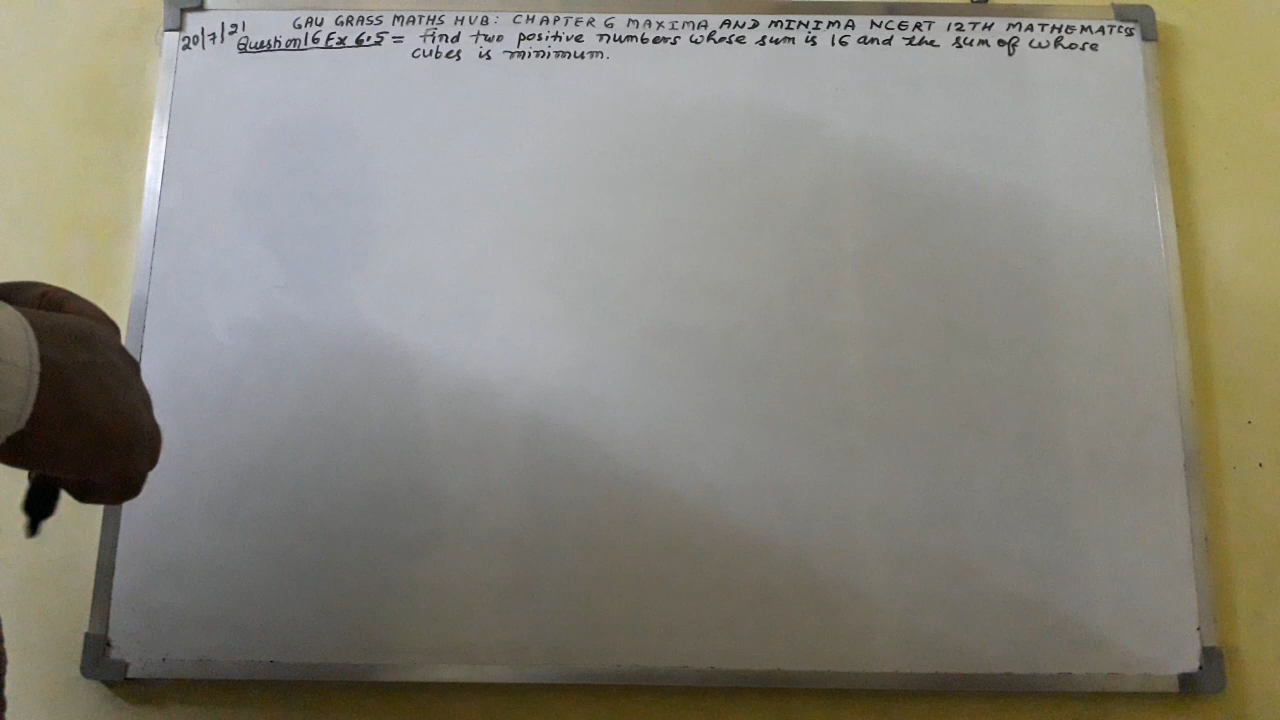 GAU GRASS MATHS HUB: CHAPTER 6 MAXIMA AND MINIMA NCERT 12TH MATHEMATICS
20/7/21 Question 16 Ex 6.5 = find two positive numbers whose sum is 16 and the sum of whose
cubes is minimum.